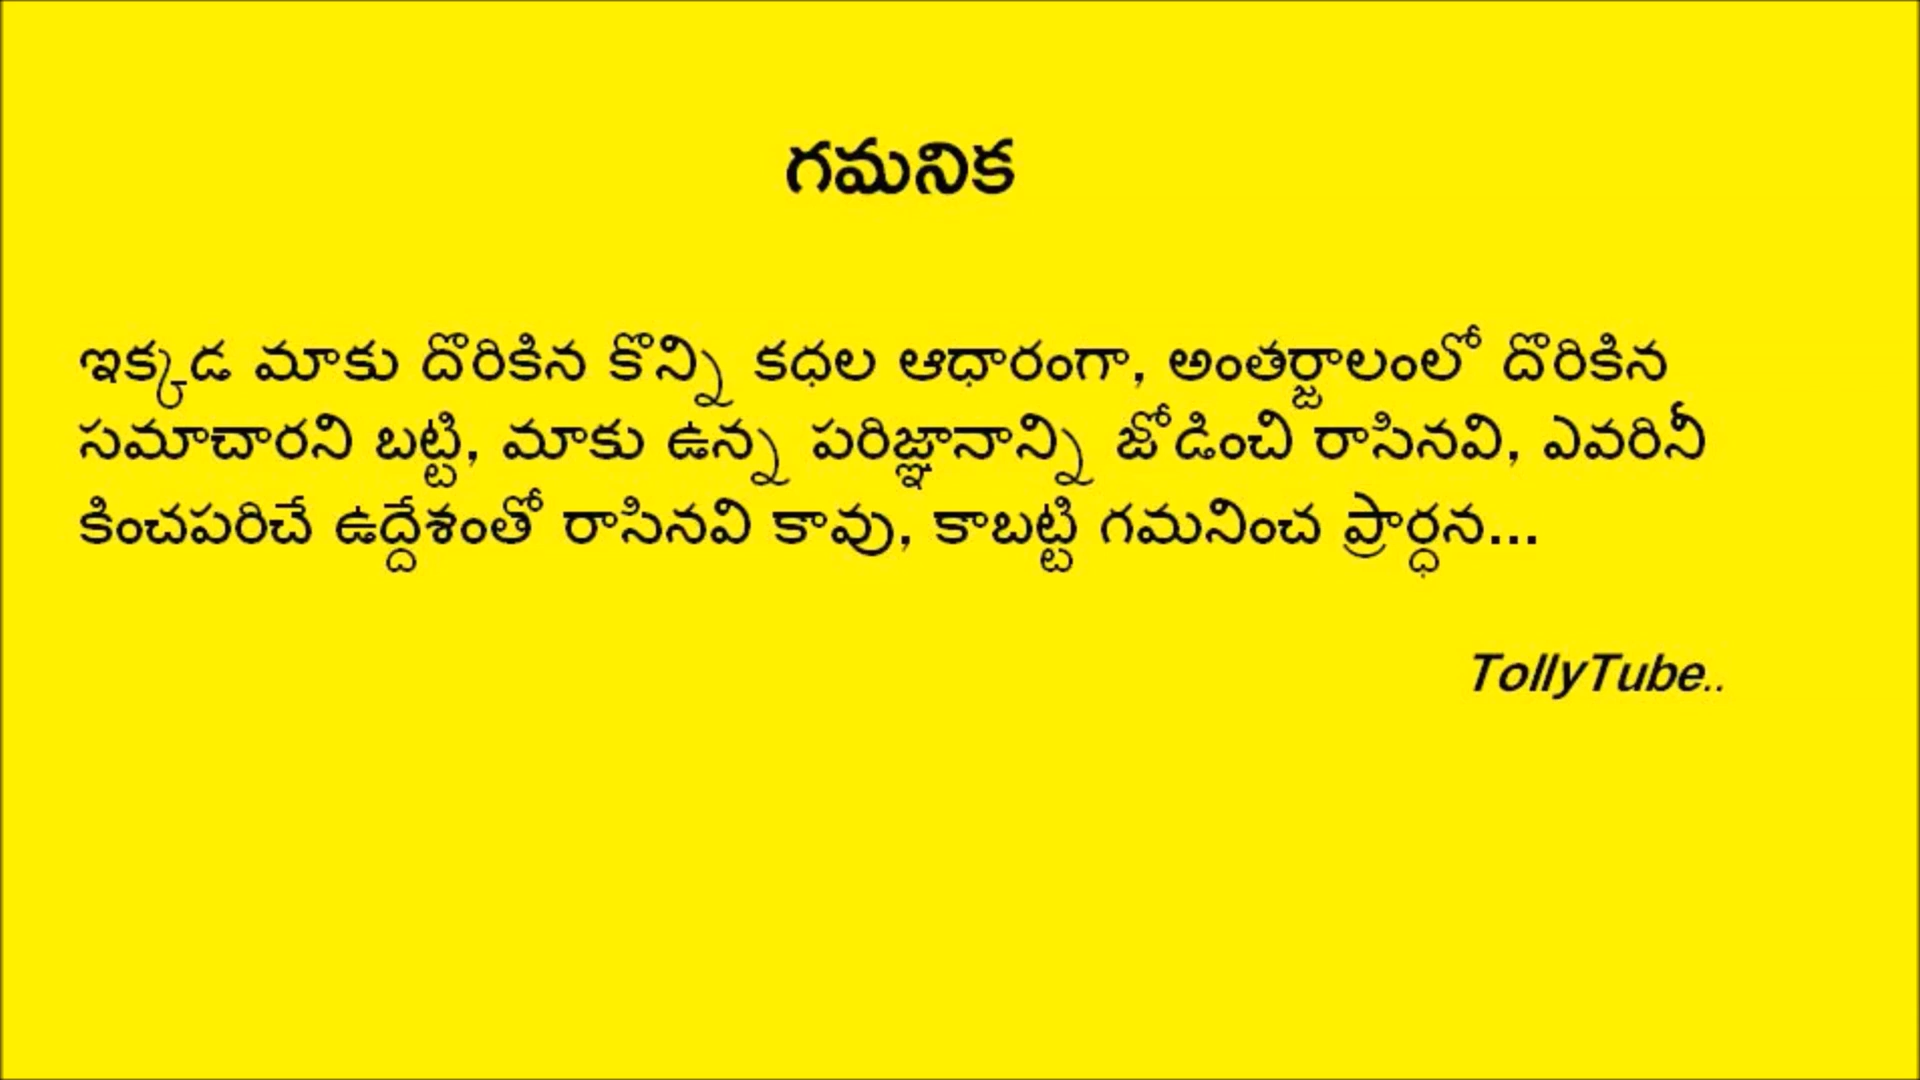 గమనిక
ఇక్కడ మాకు దొరికిన కొన్ని కధల ఆధారంగా, అంతర్జాలంలో దొరికిన
సమాచారని బట్టి, మాకు ఉన్న పరిజ్ఞానాన్ని జోడించి రాసినవి, ఎవరినీ
కించపరిచే ఉద్దేశంతో రాసినవి కావు, కాబట్టి గమనించ ప్రార్ధన...
TollyTube..